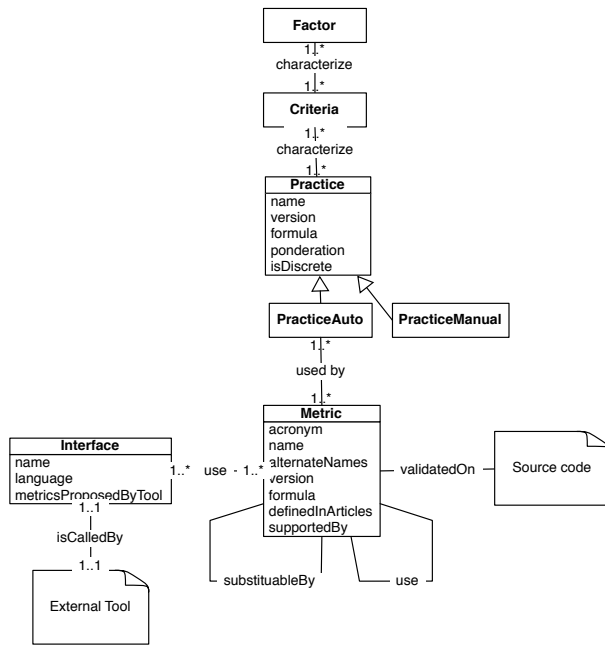 Factor
1..*
characterize
1..*
Criteria
1..*
characterize
1..*
Practice
name
version
formula
ponderation
isDiscrete
PracticeAuto
PracticeManual
1..*
used by
1..*
Metric
acronym
name
alternateNames
version
formula
definedInArticles
supportedBy
Interface
name
language
metricsProposedByTool
1..* use - 1..*
validatedOn
Source code
1..1
isCalledBy
1..1
External Tool
substituableBy
use